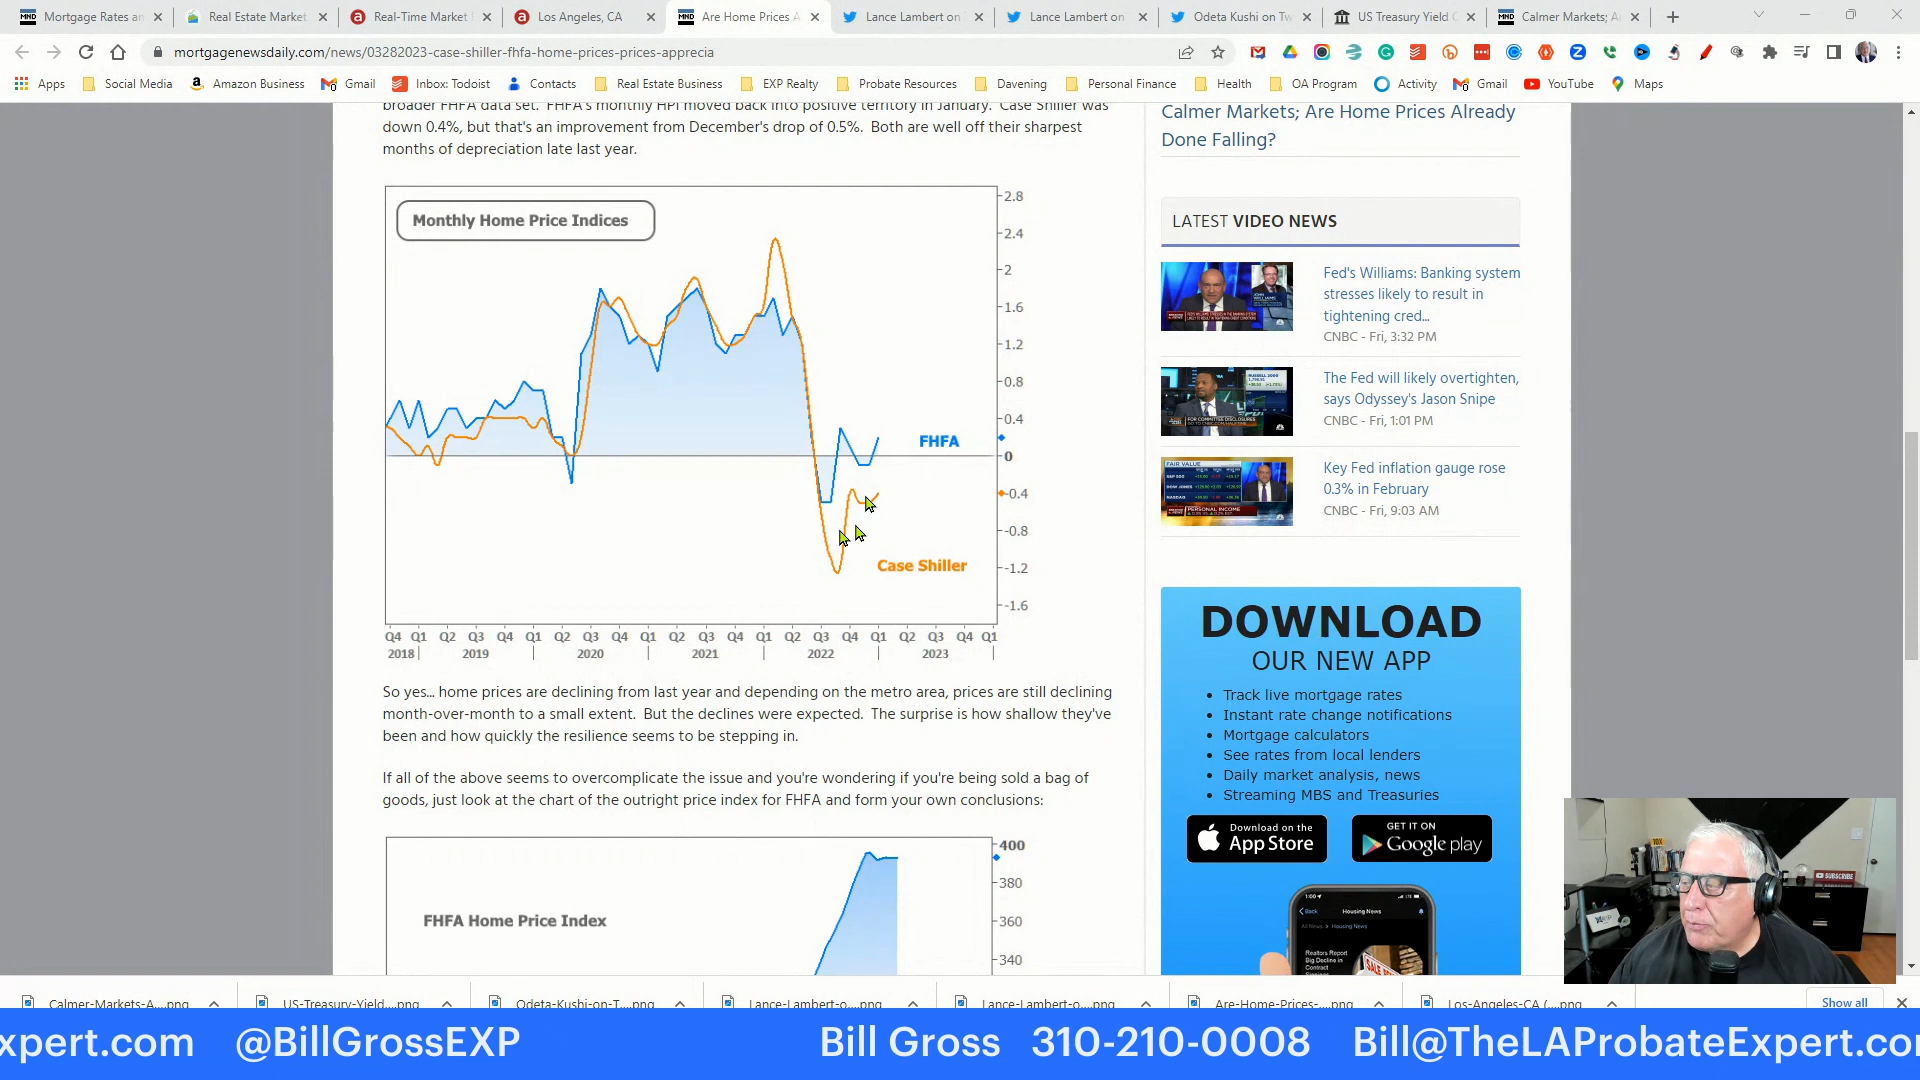 Mortgage Rates an
Real Estate Market
Real-Time Market
Los Angeles, CA
Are Home Prices A
Lance Lambert on
Lance Lambert on
Odeta Kushi on Tw
US Treasury Yield C
Calmer Markets; A
mortgagenewsdaily.com/news/03282023-case-shiller-fhfa-home-prices-prices-apprecia
Apps
Social Media
Amazon Business
Gmail
Inbox: Todoist
Contacts
Real Estate Business
EXP Realty
Probate Resources
Davening
Personal Finance
Health
OA Program
Activity
Gmail
YouTube
Maps
broader FHFA data set. FHFA's monthly HPI moved back into positive territory in January. Case Shiller was
down 0.4%, but that's an improvement from December's drop of 0.5%. Both are well off their sharpest
months of depreciation late last year.
Monthly Home Price Indices
2.8
2.4
2
1.6
1.2
0.8
0.4
0
-0.4
-0.8
-1.2
-1.6
FHFA
Case Shiller
Q4 Q1 Q2 Q3 Q4 Q1 Q2 Q3 Q4 Q1 Q2 Q3 Q4 Q1 Q2 Q3 Q4 Q1 Q2 Q3 Q4 Q1
2018 2019 2020 2021 2022 2023
So yes... home prices are declining from last year and depending on the metro area, prices are still declining
month-over-month to a small extent. But the declines were expected. The surprise is how shallow they've
been and how quickly the resilience seems to be stepping in.
If all of the above seems to overcomplicate the issue and you're wondering if you're being sold a bag of
goods, just look at the chart of the outright price index for FHFA and form your own conclusions:
FHFA Home Price Index
400
380
360
340
Calmer Markets; Are Home Prices Already
Done Falling?
LATEST VIDEO NEWS
Fed's Williams: Banking system
stresses likely to result in
tightening cred...
CNBC - Fri, 3:32 PM
The Fed will likely overtighten,
says Odyssey's Jason Snipe
CNBC - Fri, 1:01 PM
Key Fed inflation gauge rose
0.3% in February
CNBC - Fri, 9:03 AM
DOWNLOAD
OUR NEW APP
• Track live mortgage rates
• Instant rate change notifications
• Mortgage calculators
• See rates from local lenders
• Daily market analysis, news
• Streaming MBS and Treasuries
Download on the
App Store
GET IT ON
Google play
1:00
Back
Housing News
All News > Housing News
Realtors Report
Big Decline in
Contract
SUBSCRIBE
Calmer-Markets-A....png
US-Treasury-Yield....png
Odeta-Kushi-on-T....png
Lance-Lambert-o....png
Lance-Lambert-o....png
Are-Home-Prices-....png
Los-Angeles-CA (....png
Show all
xpert.com @BillGrossEXP Bill Gross 310-210-0008 Bill@TheLAProbateExpert.co